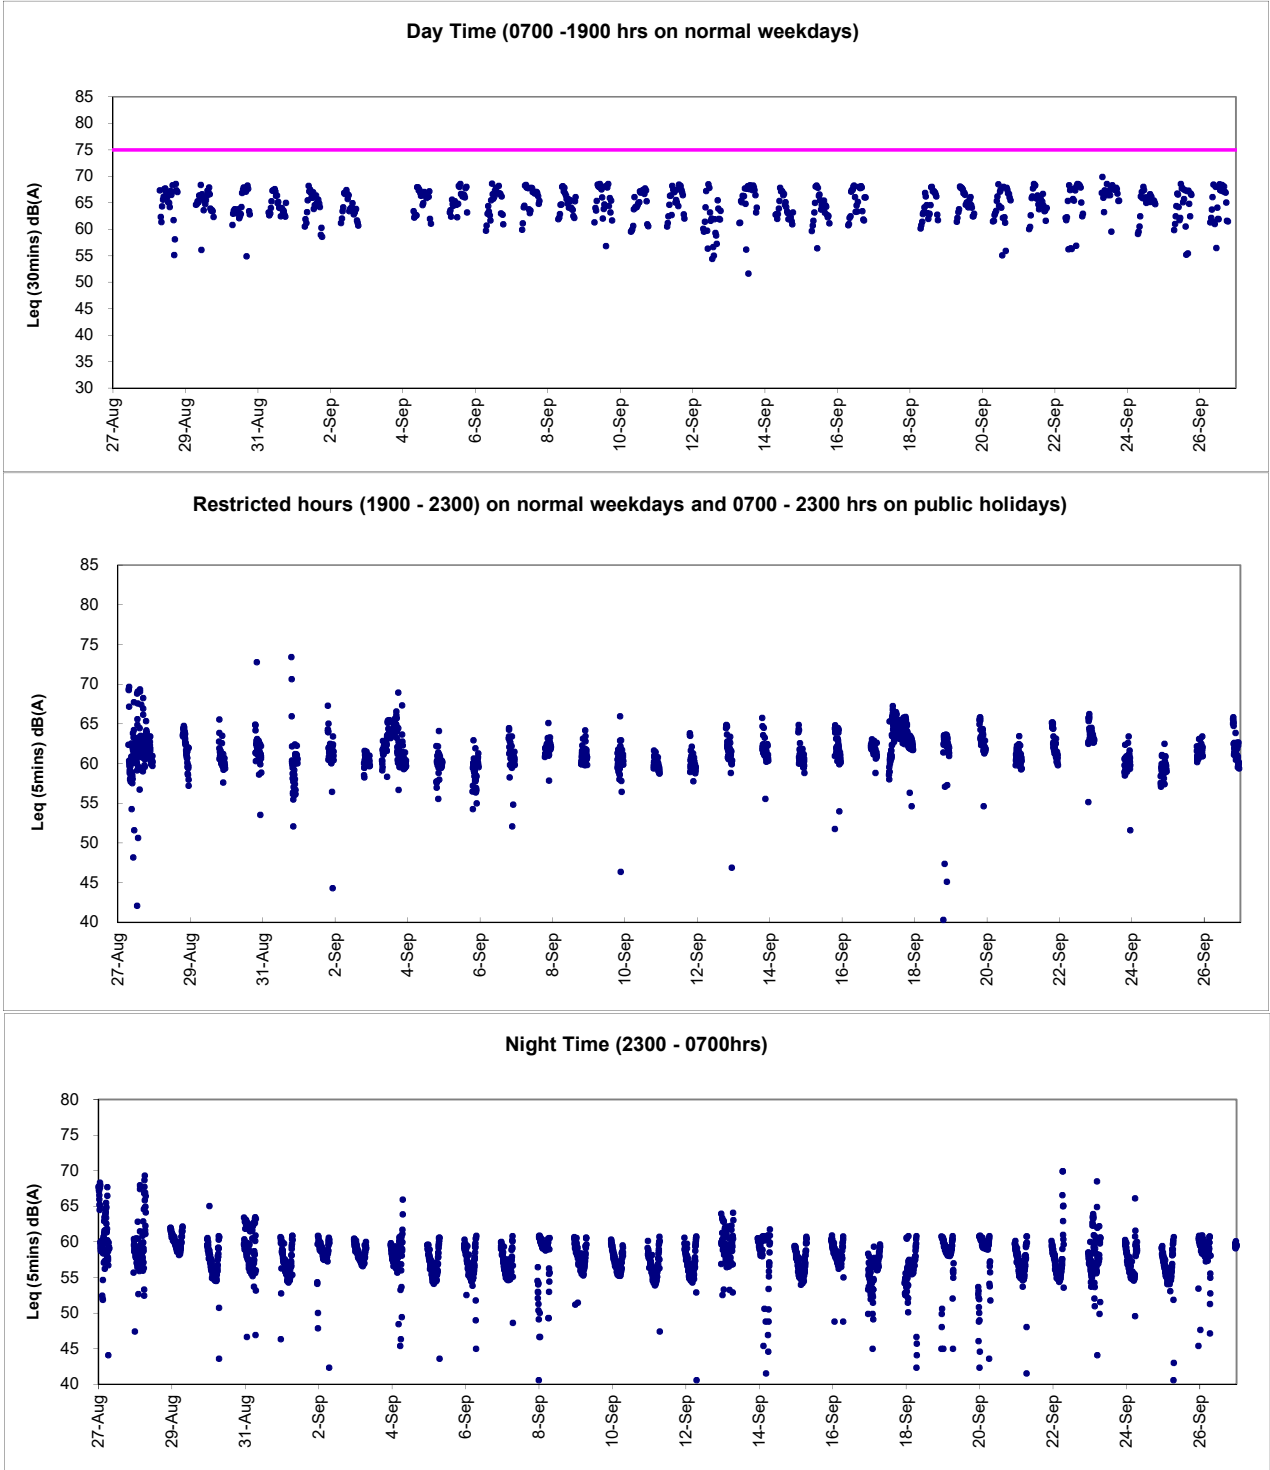 Day Time (0700 -1900 hrs on normal weekdays)
Leq (30mins) dB(A)
85
80
75
70
65
60
55
50
45
40
35
30
27-Aug
29-Aug
31-Aug
2-Sep
4-Sep
6-Sep
8-Sep
10-Sep
12-Sep
14-Sep
16-Sep
18-Sep
20-Sep
22-Sep
24-Sep
26-Sep
Restricted hours (1900 - 2300) on normal weekdays and 0700 - 2300 hrs on public holidays)
Leq (5mins) dB(A)
85
80
75
70
65
60
55
50
45
40
27-Aug
29-Aug
31-Aug
2-Sep
4-Sep
6-Sep
8-Sep
10-Sep
12-Sep
14-Sep
16-Sep
18-Sep
20-Sep
22-Sep
24-Sep
26-Sep
Night Time (2300 - 0700hrs)
Leq (5mins) dB(A)
80
75
70
65
60
55
50
45
40
27-Aug
29-Aug
31-Aug
2-Sep
4-Sep
6-Sep
8-Sep
10-Sep
12-Sep
14-Sep
16-Sep
18-Sep
20-Sep
22-Sep
24-Sep
26-Sep